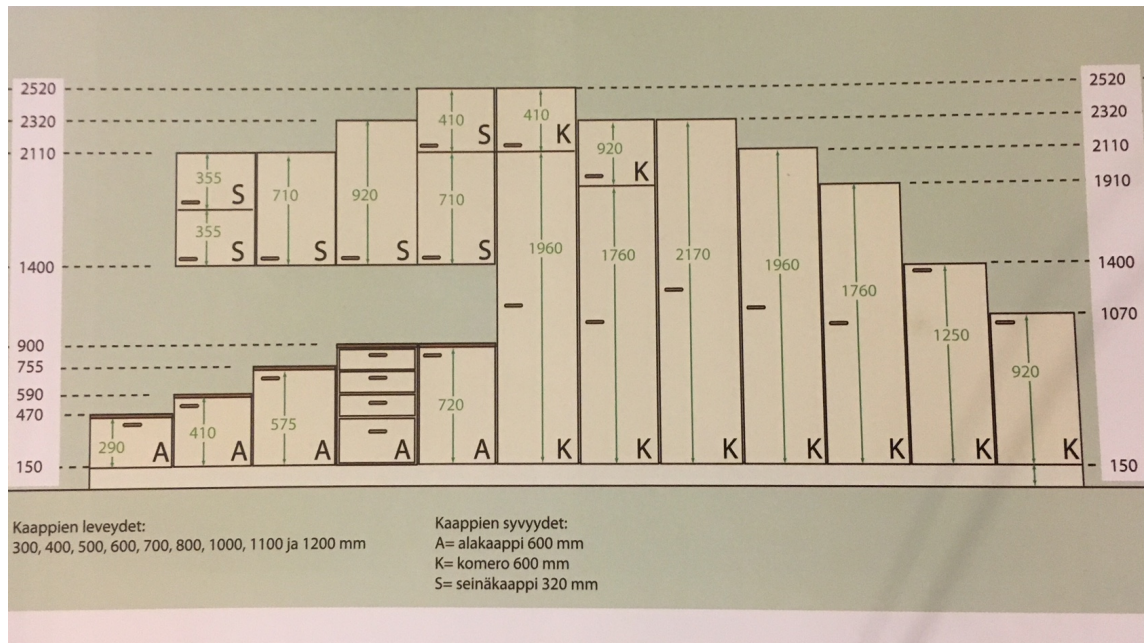 2520
2320
2110
1400
900
755
590
470
150
2520
2320
2110
1910
1400
1070
150
355
S
355
S
710
S
920
S
410
S
710
S
410
K
1960
K
920
K
1760
K
2170
K
1960
K
1760
K
1250
K
920
K
290
A
410
A
575
A
A
720
A
Kaappien leveydet:
300, 400, 500, 600, 700, 800, 1000, 1100 ja 1200 mm
Kaappien syvyydet:
A= alakaappi 600 mm
K= komero 600 mm
S= seinäkaappi 320 mm